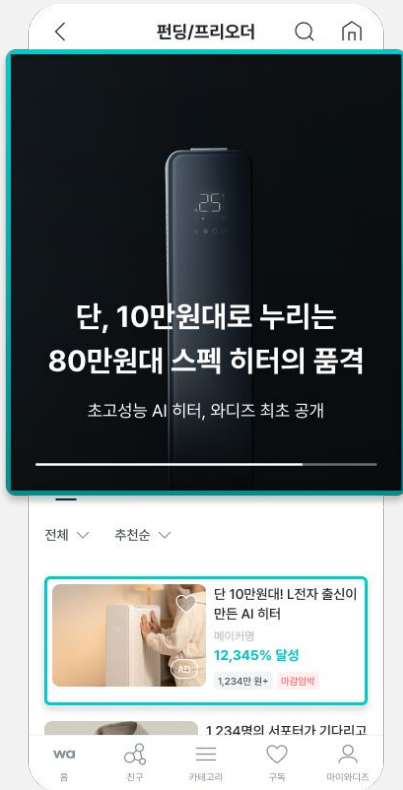 펀딩/프리오더
25
단, 10만원대로 누리는
80만원대 스펙 히터의 품격
초고성능 AI 히터, 와디즈 최초 공개
전체
추천순
단 10만원대! L전자 출신이
만든 AI 히터
메이커명
12,345% 달성
AD
1,234만 원+ 마감임박
1,234명의 서포터가 기다리고
wa
홈 친구 카테고리 구독 마이와디즈